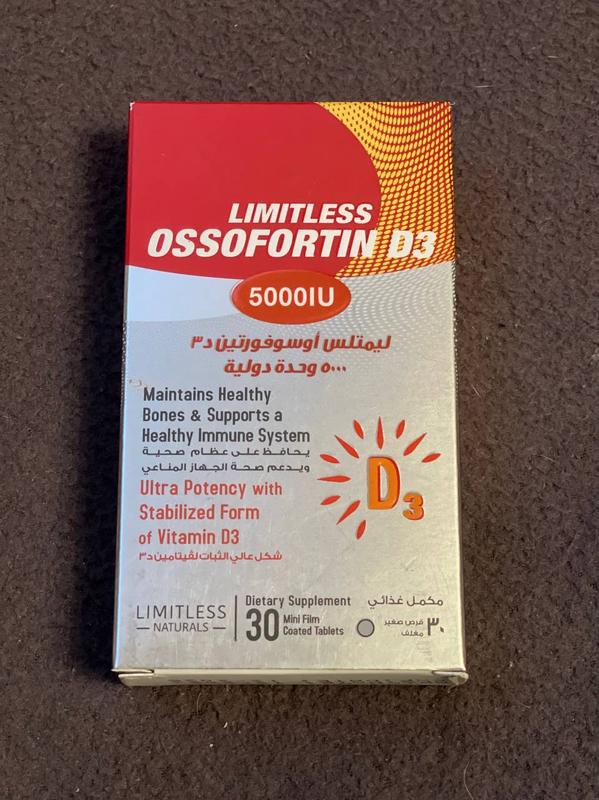 LIMITLESS
OSSOFORTIN D3
5000IU
ليمتلس أوسوفورتين د٣
٥٠٠٠ وحدة دولية
Maintains Healthy
Bones & Supports a
Healthy Immune System
يحافظ على عظام صحية
ويدعم صحة الجهاز المناعي
D3
Ultra Potency with
Stabilized Form
of Vitamin D3
شكل عالي الثبات لڤيتامين د٣
LIMITLESS
NATURALS
Dietary Supplement
30 Mini Film
Coated Tablets
مكمل غذائي
٣٠ قرص صغير
مغلف